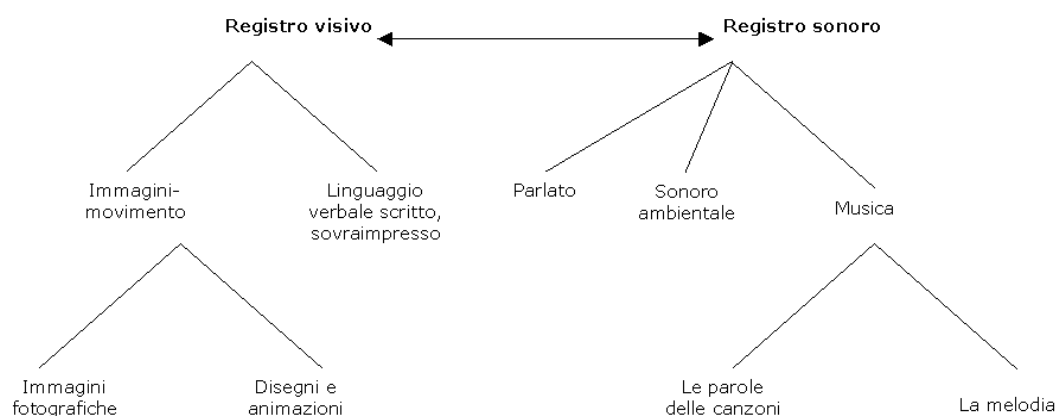 Registro visivo
Registro sonoro
Immagini-
movimento
Linguaggio
verbale scritto,
sovraimpresso
Parlato
Sonoro
ambientale
Musica
Immagini
fotografiche
Disegni e
animazioni
Le parole
delle canzoni
La melodia